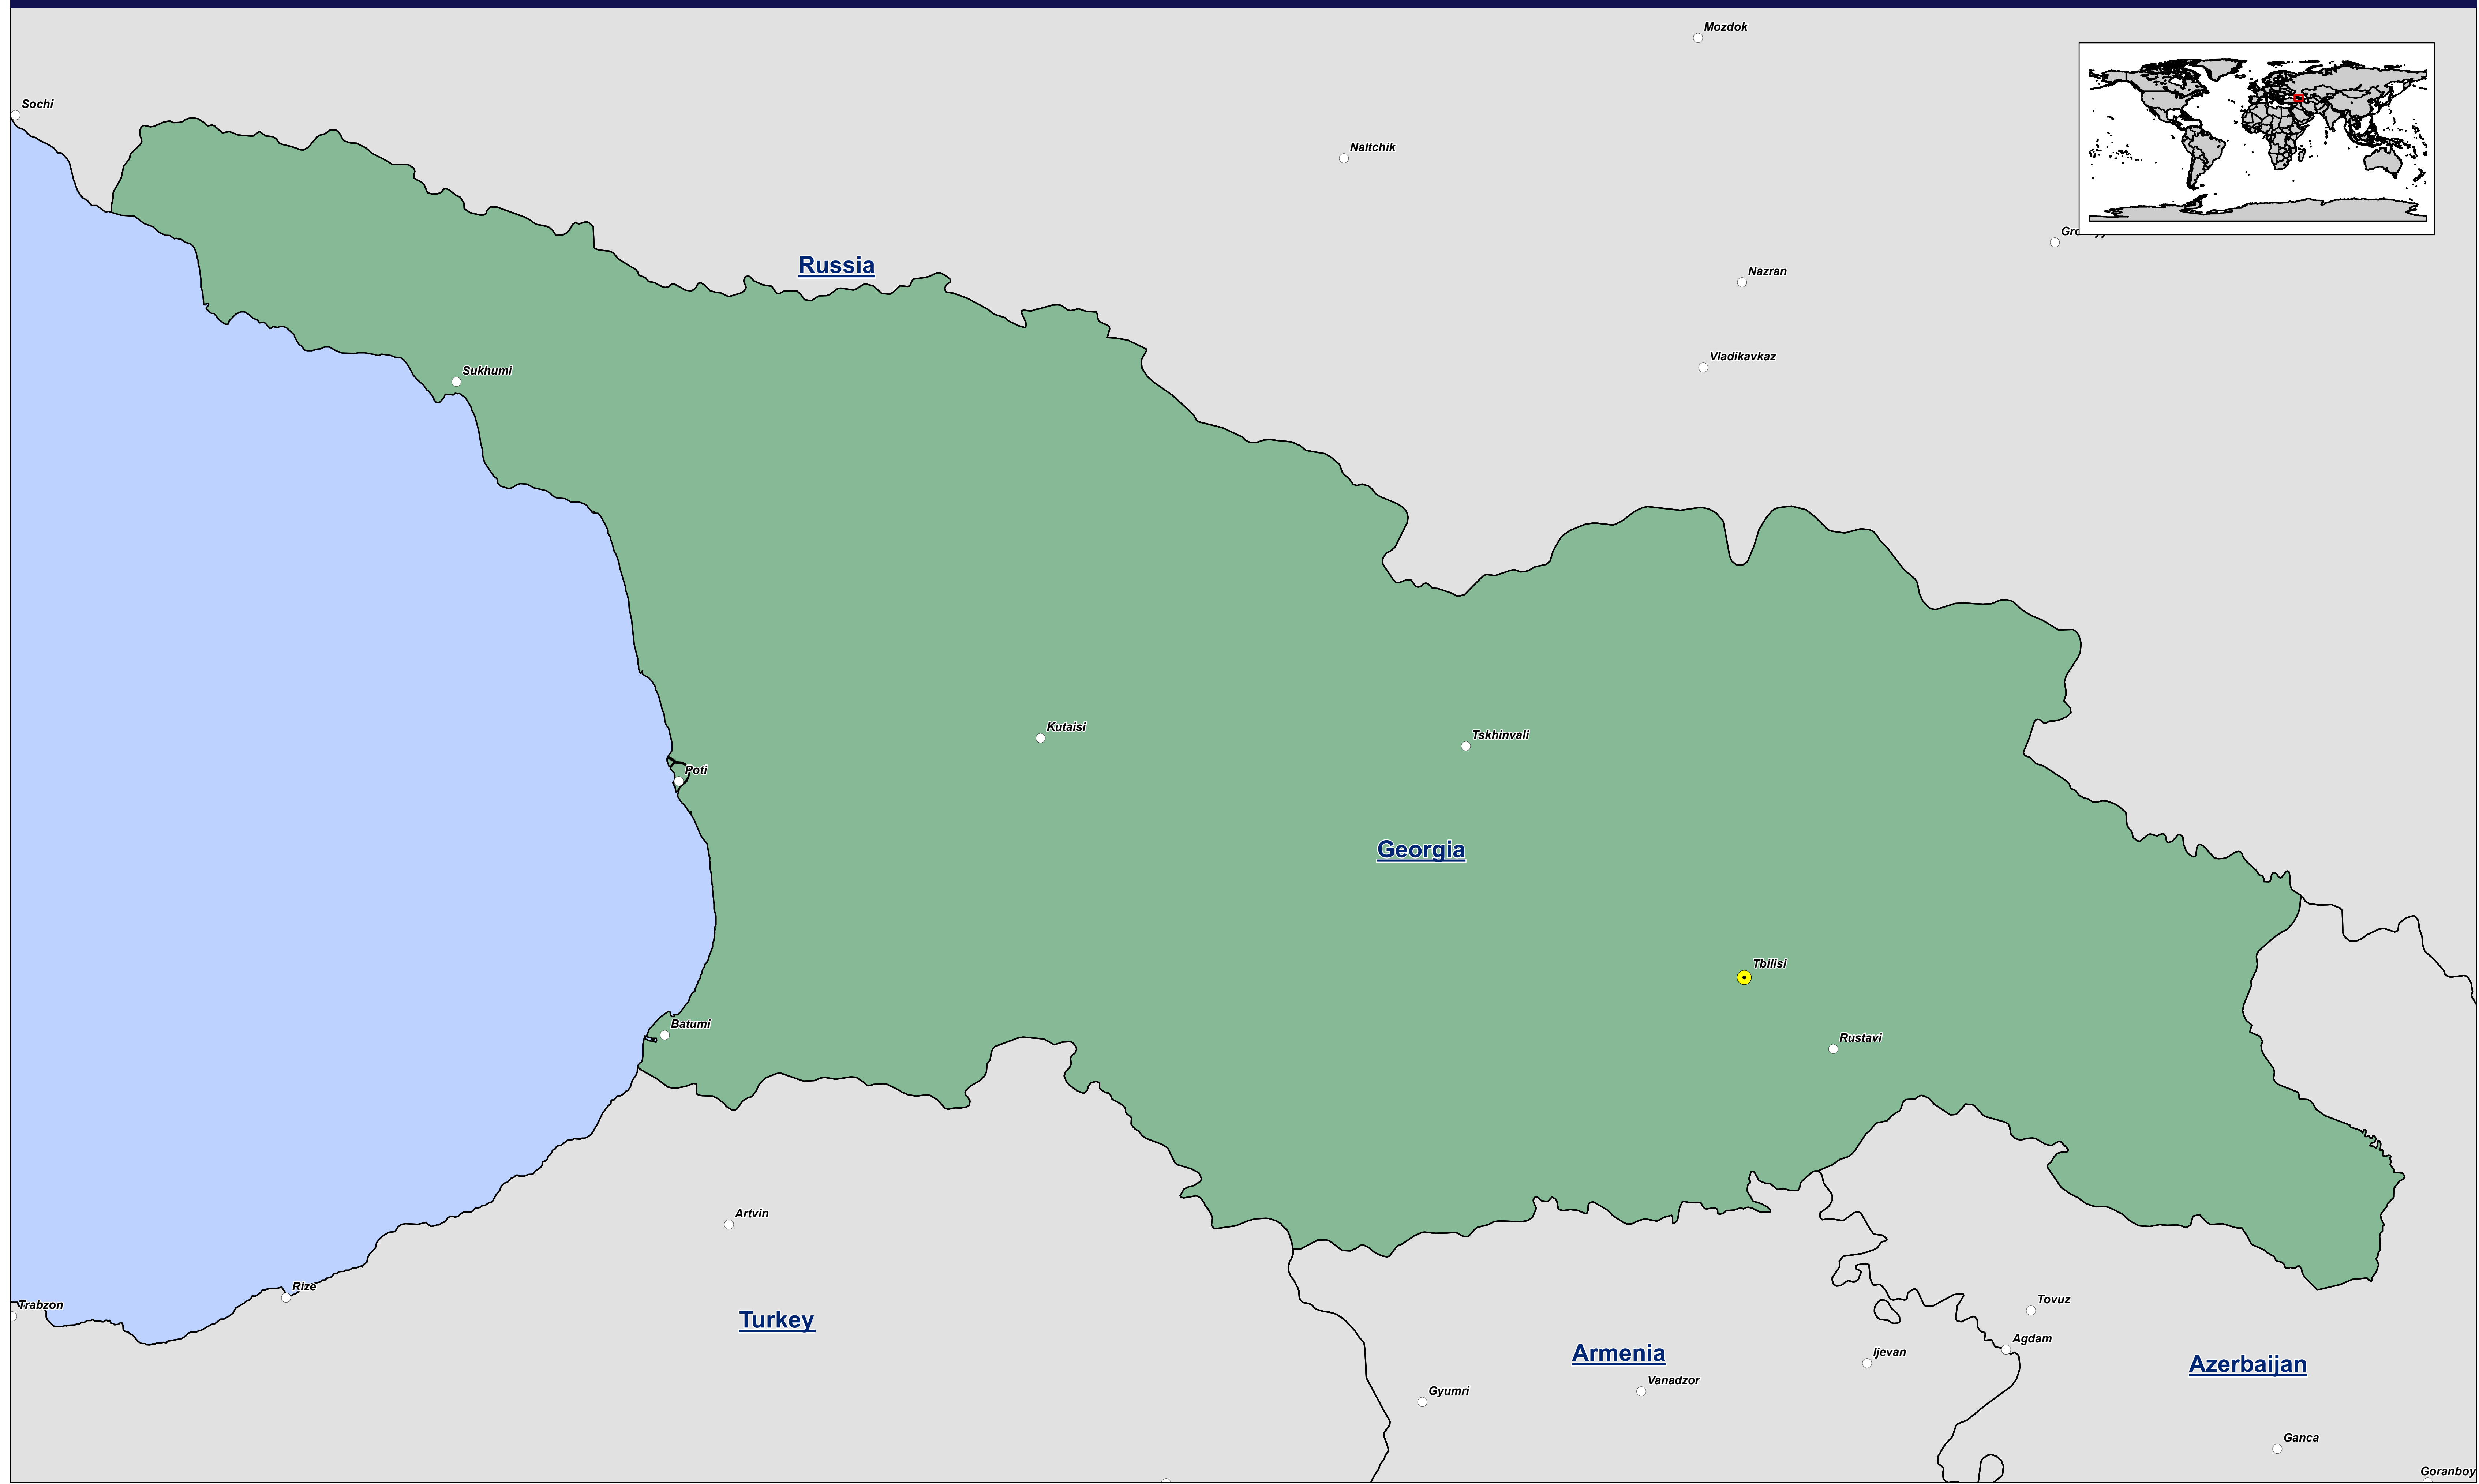 Mozdok
Sochi
Naltchik
Russia
Nazran
Vladikavkaz
Sukhumi
Kutaisi
Tskhinvali
Poti
Georgia
Tbilisi
Batumi
Rustavi
Artvin
Rize
Trabzon
Turkey
Tovuz
Agdam
Armenia
Ijevan
Azerbaijan
Vanadzor
Gyumri
Ganca
Goranboy